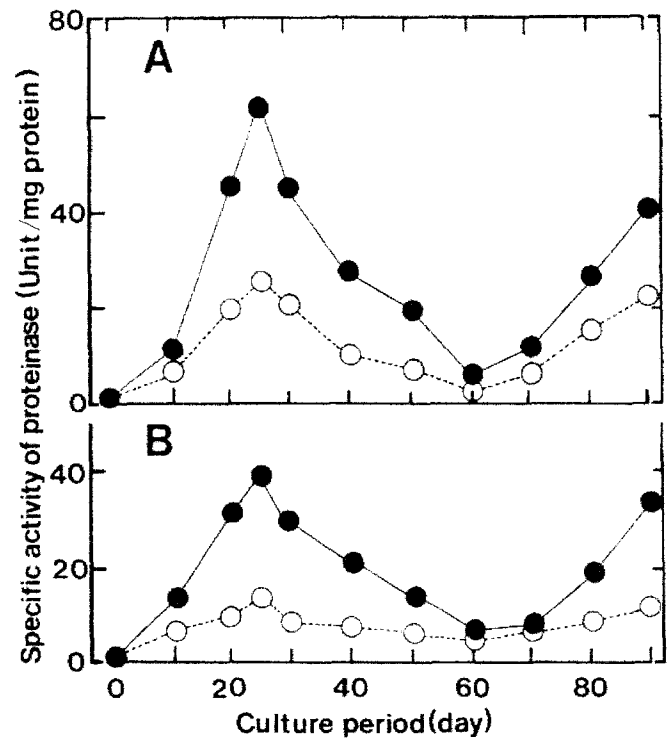 Specific activity of proteinase (Unit/mg protein)
80
A
40
0
B
40
20
0
0 20 40 60 80
Culture period(day)